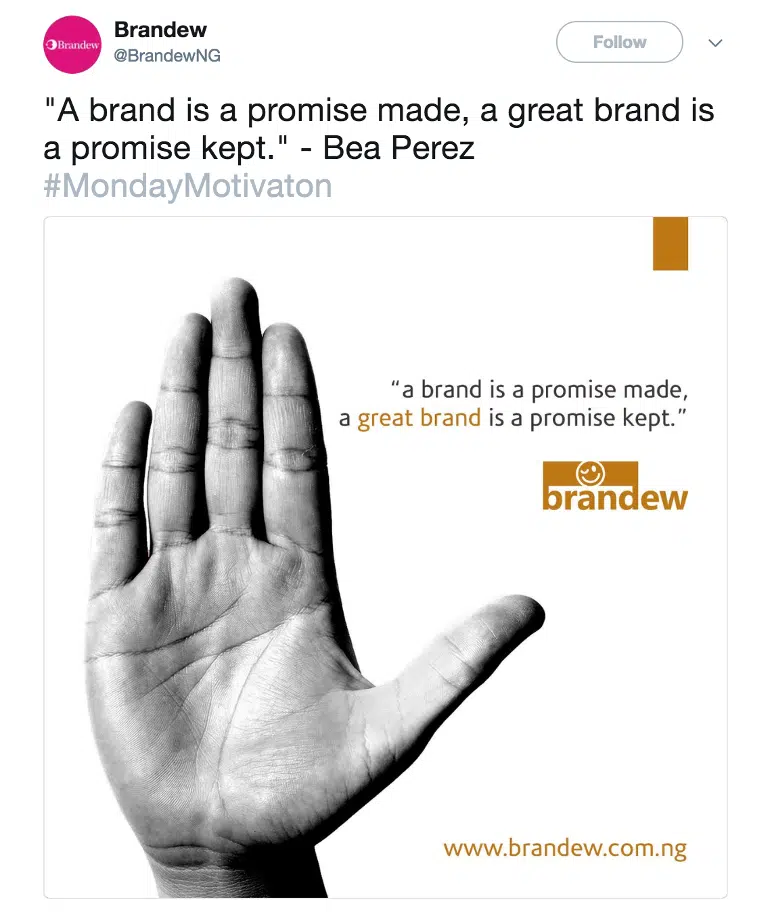 Brandew
Brandew
@BrandewNG
Follow
"A brand is a promise made, a great brand is
a promise kept." - Bea Perez
#MondayMotivaton
“a brand is a promise made,
a great brand is a promise kept.”
brandew
www.brandew.com.ng